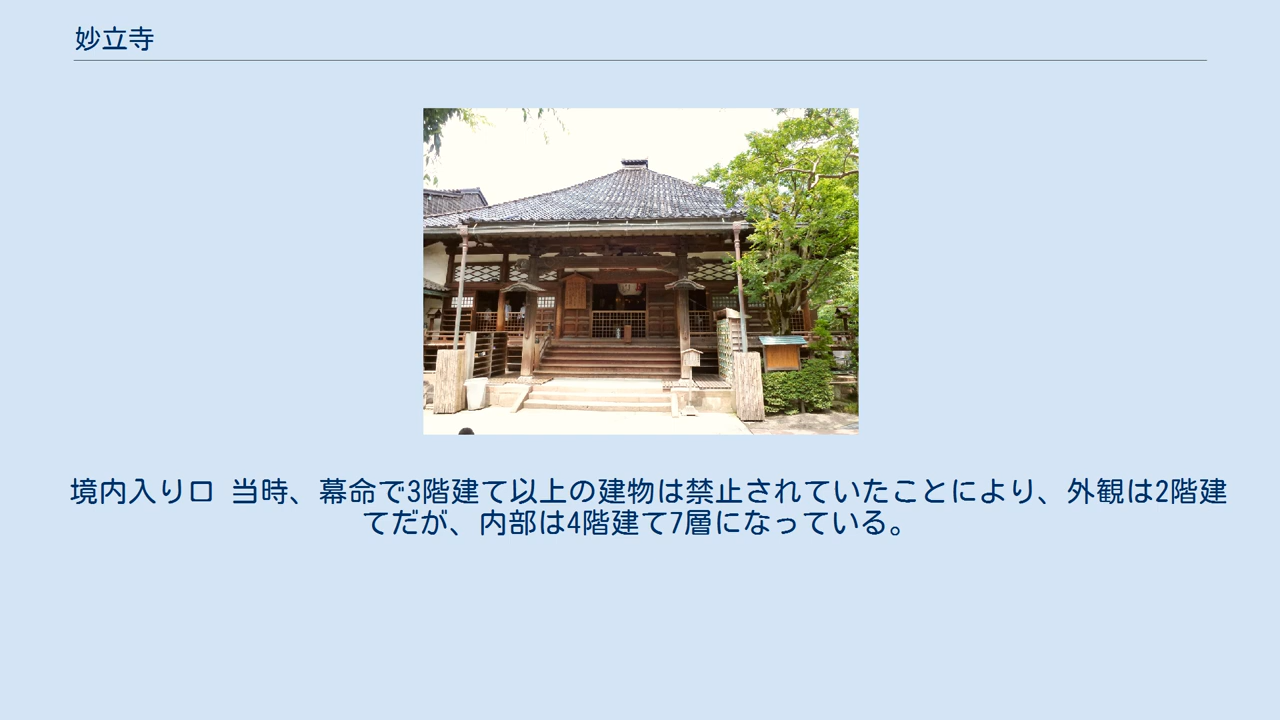 妙立寺
境内入り口 当時、幕命で3階建て以上の建物は禁止されていたことにより、外観は2階建
てだが、内部は4階建て7層になっている。